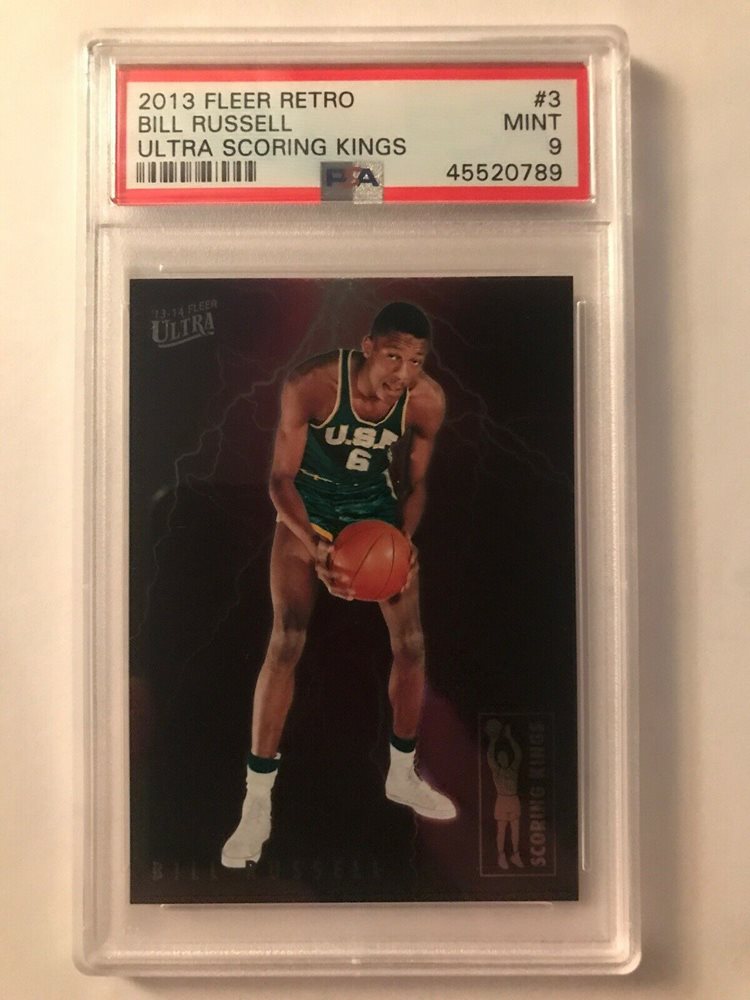 2013 FLEER RETRO #3
BILL RUSSELL MINT
ULTRA SCORING KINGS 9
PSA 45520789
'13-14 FLEER
ULTRA
U.S.F
6
SCORING KINGS
BILL RUSSELL